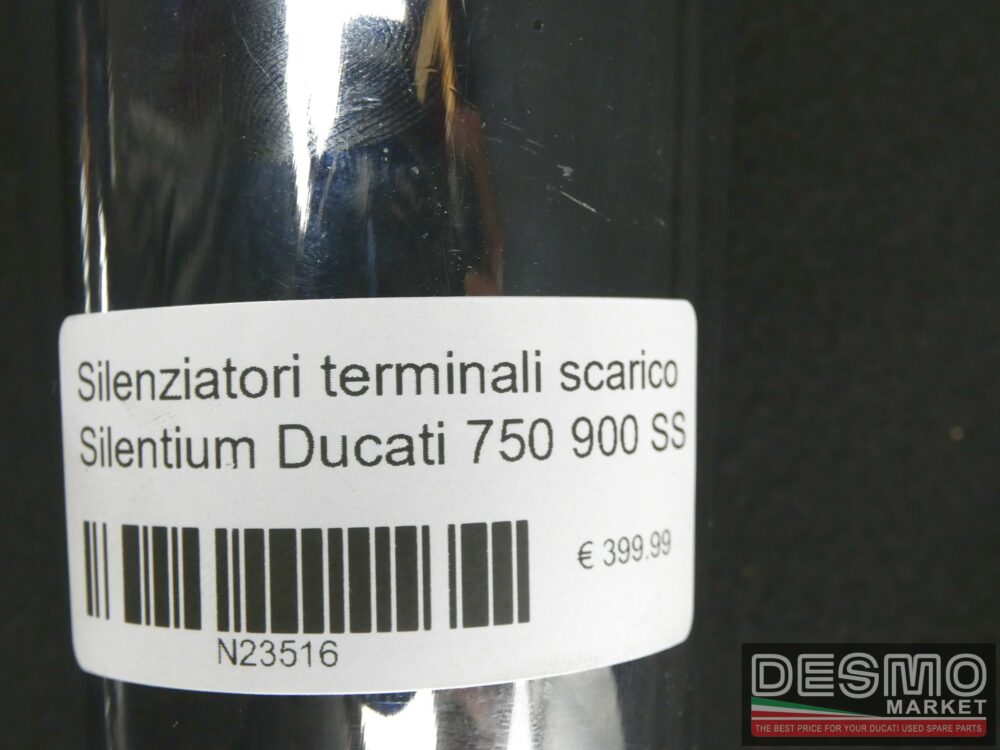 Silenziatori terminali scarico
Silentium Ducati 750 900 SS
€ 399.99
N23516
DESMO
MARKET
THE BEST PRICE FOR YOUR DUCATI USED SPARE PARTS